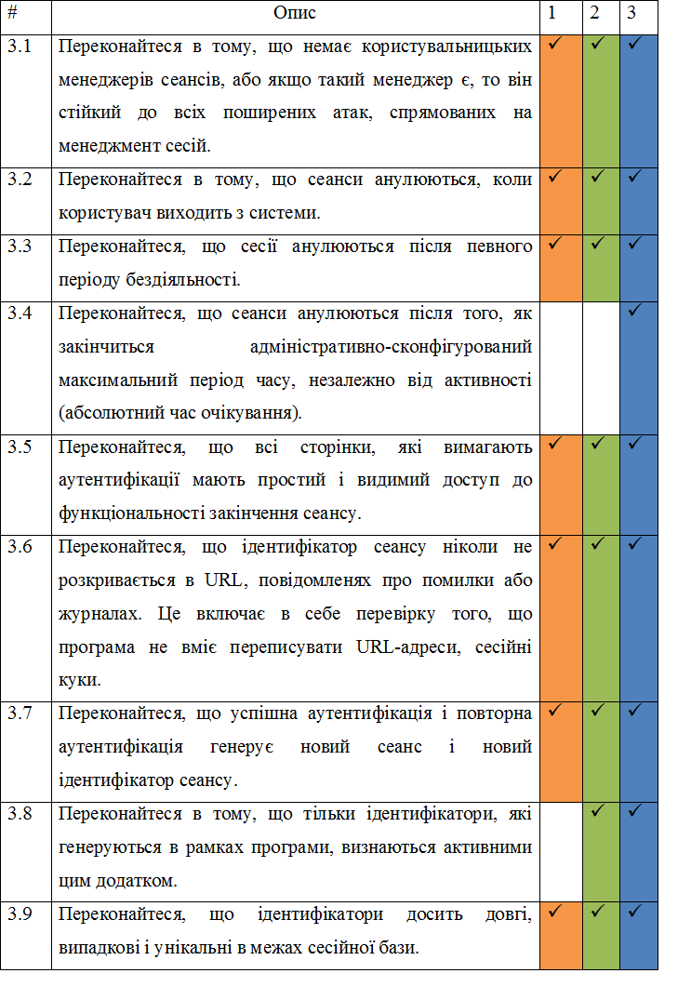 # Опис 1 2 3
3.1 Переконайтеся в тому, що немає користувальницьких ✓ ✓ ✓
менеджерів сеансів, або якщо такий менеджер є, то він
стійкий до всіх поширених атак, спрямованих на
менеджмент сесій.
3.2 Переконайтеся в тому, що сеанси анулюються, коли ✓ ✓ ✓
користувач виходить з системи.
3.3 Переконайтеся, що сесії анулюються після певного ✓ ✓ ✓
періоду бездіяльності.
3.4 Переконайтеся, що сеанси анулюються після того, як ✓
закінчиться адміністративно-сконфігурований
максимальний період часу, незалежно від активності
(абсолютний час очікування).
3.5 Переконайтеся, що всі сторінки, які вимагають ✓ ✓ ✓
аутентифікації мають простий і видимий доступ до
функціональності закінчення сеансу.
3.6 Переконайтеся, що ідентифікатор сеансу ніколи не ✓ ✓ ✓
розкривається в URL, повідомленях про помилки або
журналах. Це включає в себе перевірку того, що
програма не вміє переписувати URL-адреси, сесійні
куки.
3.7 Переконайтеся, що успішна аутентифікація і повторна ✓ ✓ ✓
аутентифікація генерує новий сеанс і новий
ідентифікатор сеансу.
3.8 Переконайтеся в тому, що тільки ідентифікатори, які ✓ ✓
генеруються в рамках програми, визнаються активними
цим додатком.
3.9 Переконайтеся, що ідентифікатори досить довгі, ✓ ✓ ✓
випадкові і унікальні в межах сесійної бази.